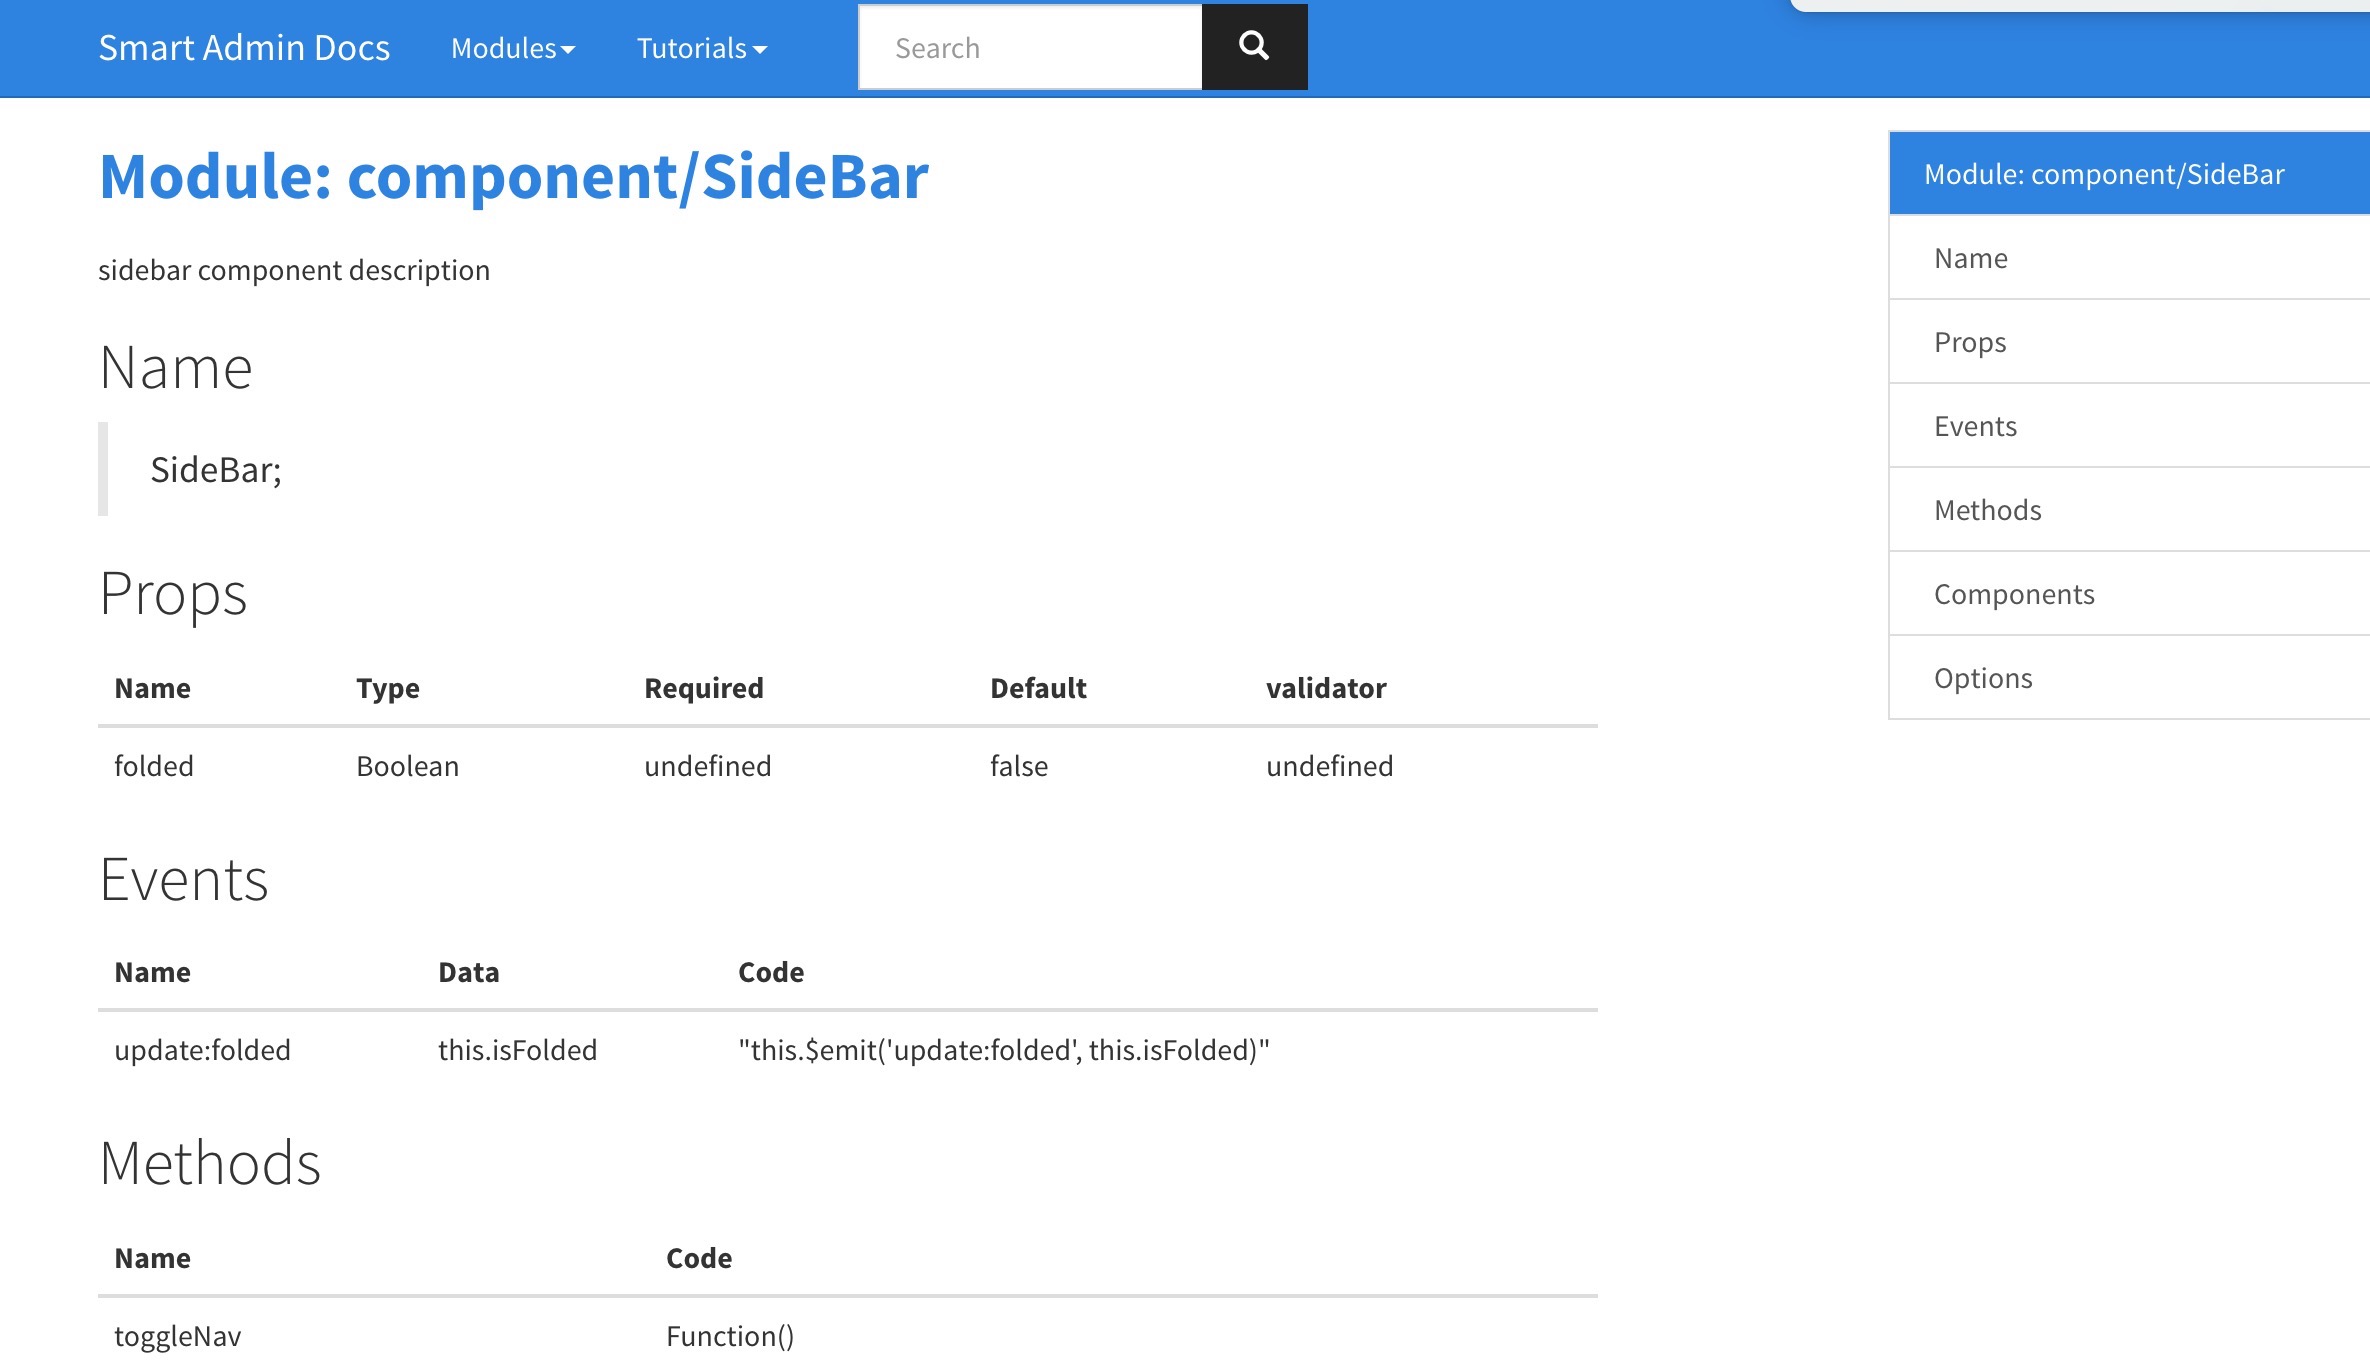 Smart Admin Docs Modules Tutorials Search
Module: component/SideBar
sidebar component description
Name
SideBar;
Props
Name Type Required Default validator
folded Boolean undefined false undefined
Events
Name Data Code
update:folded this.isFolded "this.$emit('update:folded', this.isFolded)"
Methods
Name Code
toggleNav Function()
Module: component/SideBar
Name
Props
Events
Methods
Components
Options